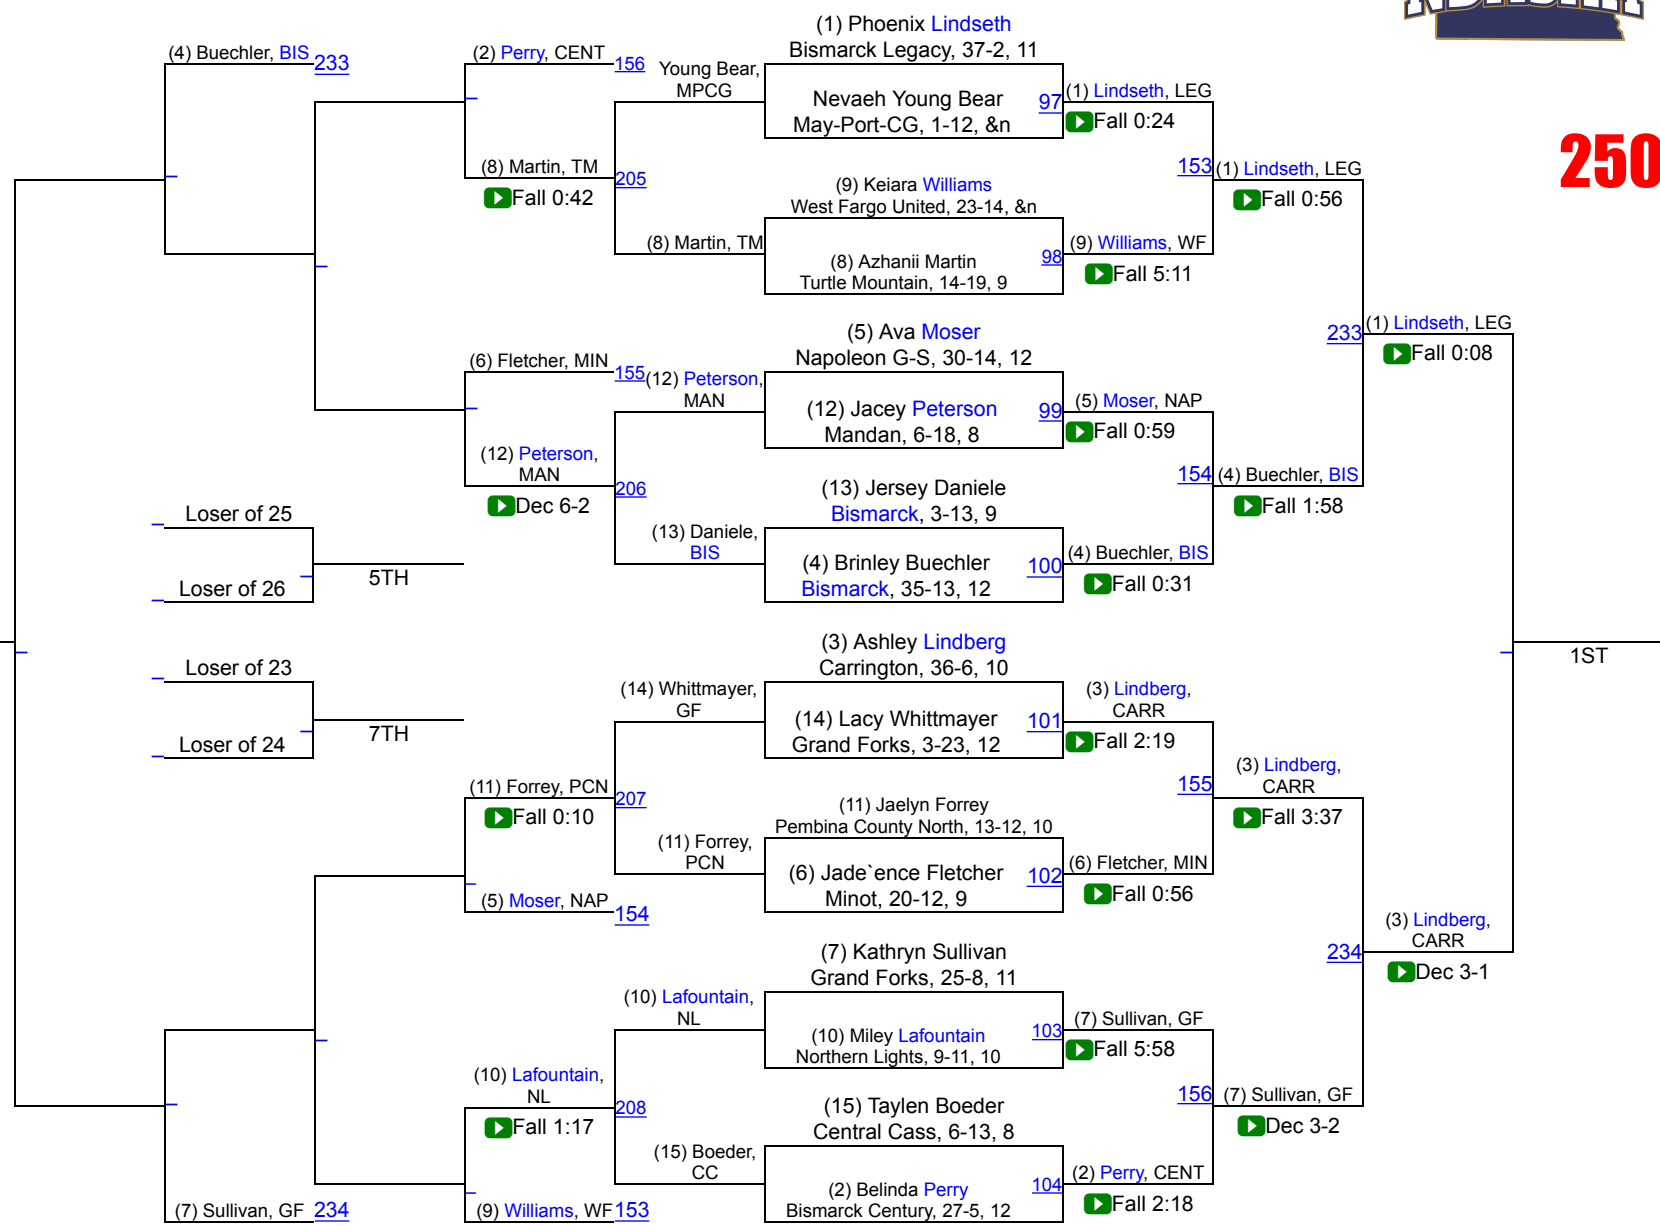 NDHSAA
250
(4) Buechler, BIS
233
(2) Perry, CENT
156
(8) Martin, TM
205
Fall 0:42
Young Bear,
MPCG
(8) Martin, TM
(1) Phoenix Lindseth
Bismarck Legacy, 37-2, 11
Nevaeh Young Bear
May-Port-CG, 1-12, &n
97
(1) Lindseth, LEG
Fall 0:24
(9) Keiara Williams
West Fargo United, 23-14, &n
(8) Azhanii Martin
Turtle Mountain, 14-19, 9
98
(9) Williams, WF
Fall 5:11
153
(1) Lindseth, LEG
Fall 0:56
(6) Fletcher, MIN
155
(12) Peterson,
MAN
206
Dec 6-2
(12) Peterson,
MAN
(13) Daniele,
BIS
(5) Ava Moser
Napoleon G-S, 30-14, 12
(12) Jacey Peterson
Mandan, 6-18, 8
99
(5) Moser, NAP
Fall 0:59
(13) Jersey Daniele
Bismarck, 3-13, 9
(4) Brinley Buechler
Bismarck, 35-13, 12
100
(4) Buechler, BIS
Fall 0:31
154
(4) Buechler, BIS
Fall 1:58
233
(1) Lindseth, LEG
Fall 0:08
Loser of 25
Loser of 26
5TH
Loser of 23
Loser of 24
7TH
1ST
(11) Forrey, PCN
207
Fall 0:10
(5) Moser, NAP
154
(14) Whittmayer,
GF
(11) Forrey,
PCN
(3) Ashley Lindberg
Carrington, 36-6, 10
(14) Lacy Whittmayer
Grand Forks, 3-23, 12
101
(3) Lindberg,
CARR
Fall 2:19
(11) Jaelyn Forrey
Pembina County North, 13-12, 10
(6) Jade`ence Fletcher
Minot, 20-12, 9
102
(6) Fletcher, MIN
Fall 0:56
155
(3) Lindberg,
CARR
Fall 3:37
(10) Lafountain,
NL
208
Fall 1:17
(9) Williams, WF
153
(7) Sullivan, GF
234
(10) Lafountain,
NL
(15) Boeder,
CC
(7) Kathryn Sullivan
Grand Forks, 25-8, 11
(10) Miley Lafountain
Northern Lights, 9-11, 10
103
(7) Sullivan, GF
Fall 5:58
(15) Taylen Boeder
Central Cass, 6-13, 8
(2) Belinda Perry
Bismarck Century, 27-5, 12
104
(2) Perry, CENT
Fall 2:18
156
(7) Sullivan, GF
Dec 3-2
234
(3) Lindberg,
CARR
Dec 3-1